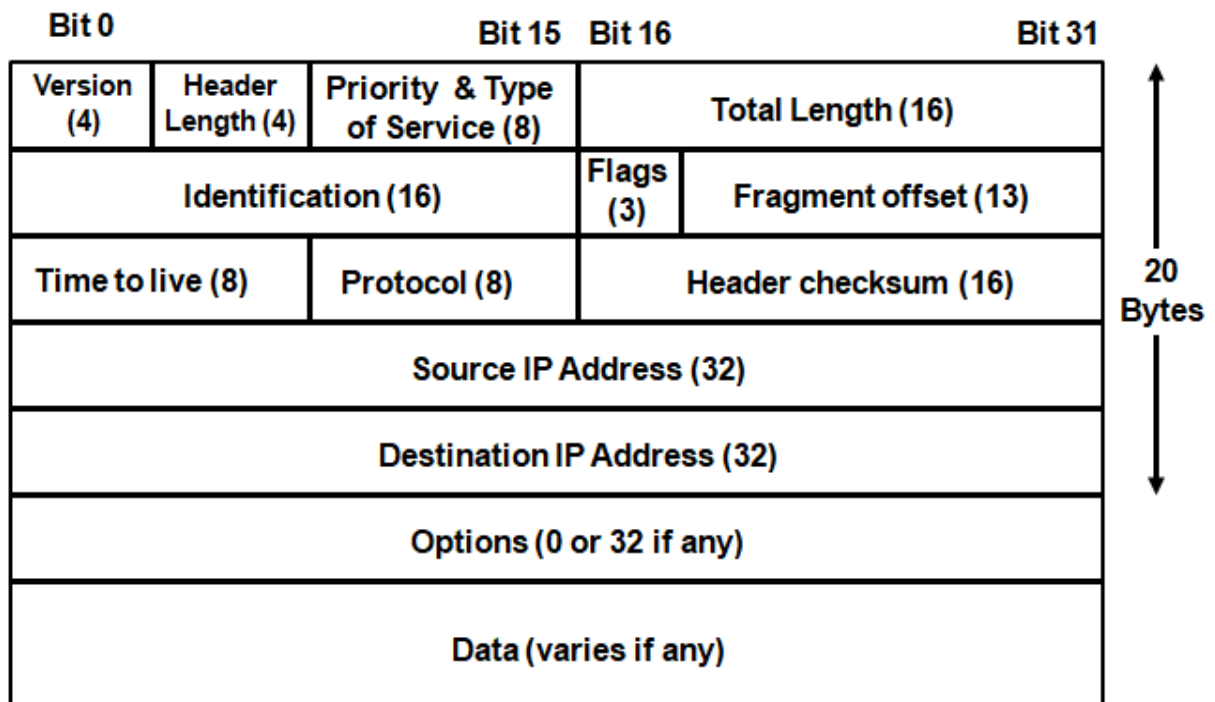 Bit 0
Bit 15
Bit 16
Bit 31
Version
(4)
Header
Length (4)
Priority & Type
of Service (8)
Total Length (16)
Identification (16)
Flags
(3)
Fragment offset (13)
Time to live (8)
Protocol (8)
Header checksum (16)
20
Bytes
Source IP Address (32)
Destination IP Address (32)
Options (0 or 32 if any)
Data (varies if any)